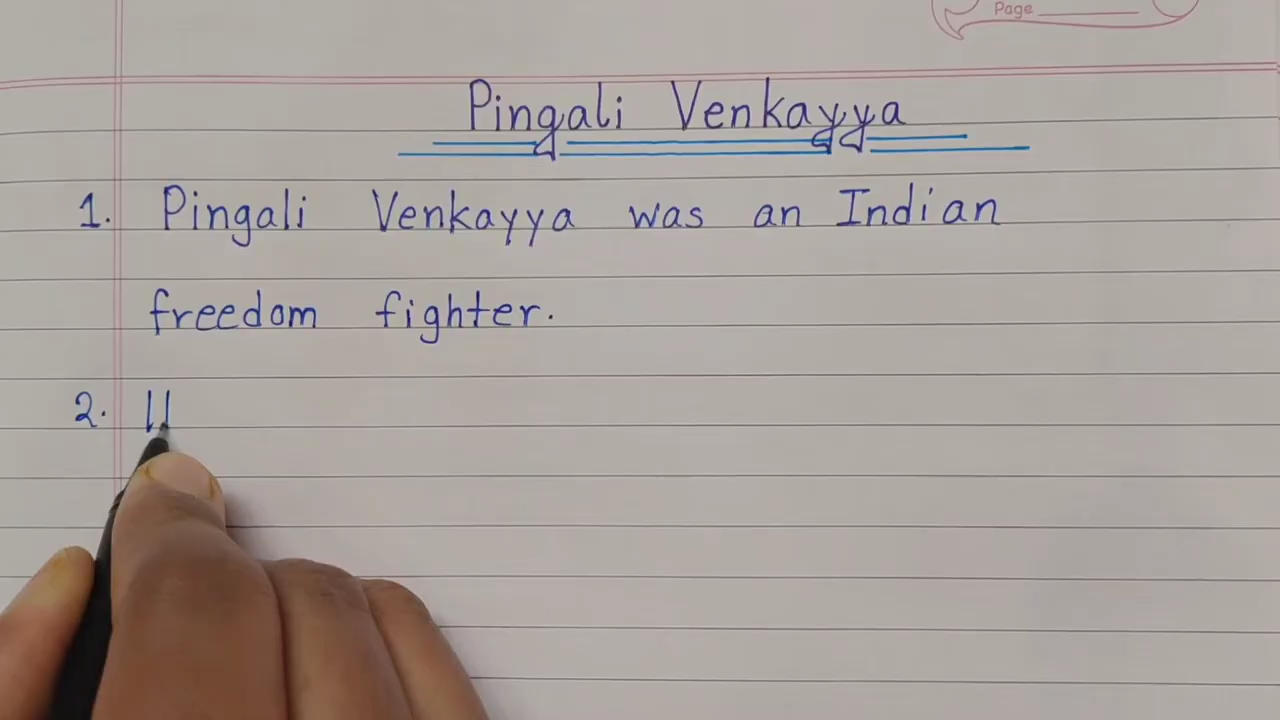 Page
Pingali Venkayya
1. Pingali Venkayya was an Indian
freedom fighter.
2.